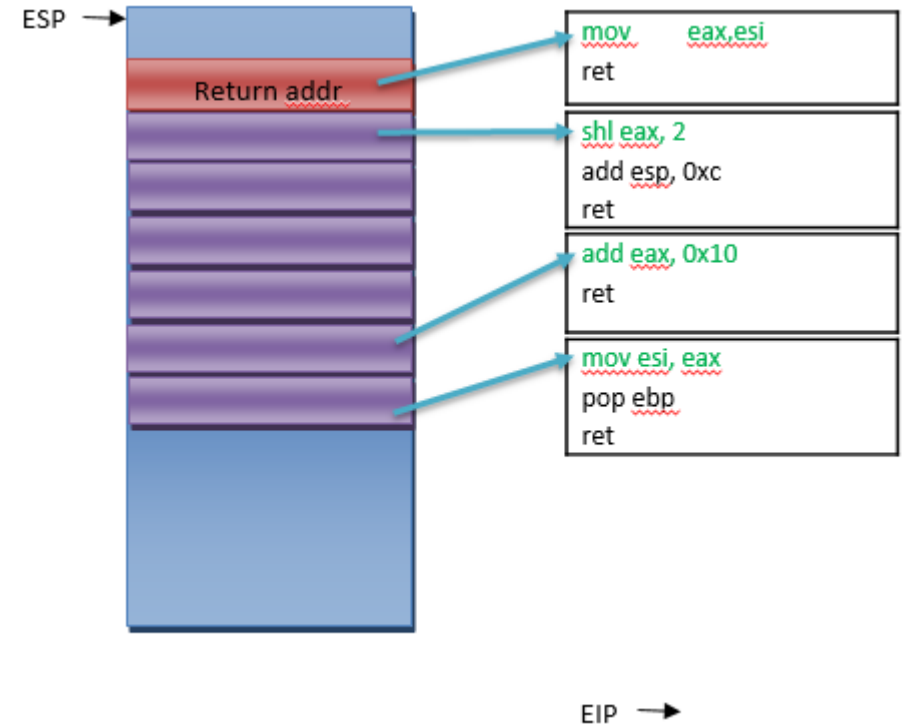 ESP
Return addr
mov eax,esi
ret
shl eax, 2
add esp, 0xc
ret
add eax, 0x10
ret
mov esi, eax
pop ebp
ret
EIP